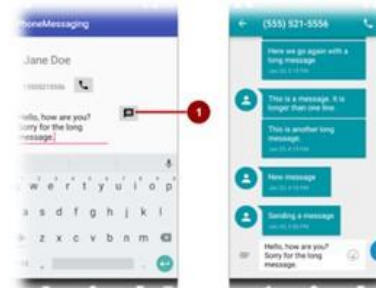 honeMessaging
Jane Doe
Hello, how are you?
Sorry for the long
message.
w e r t y u i o p
a s d f g h j k l
z x c v b n m
1
(555) 521-5556
Here we go again with a
long message
This is a message. It is
longer than one line.
This is another long
message.
New message
Sending a message
Hello, how are you?
Sorry for the long
message.